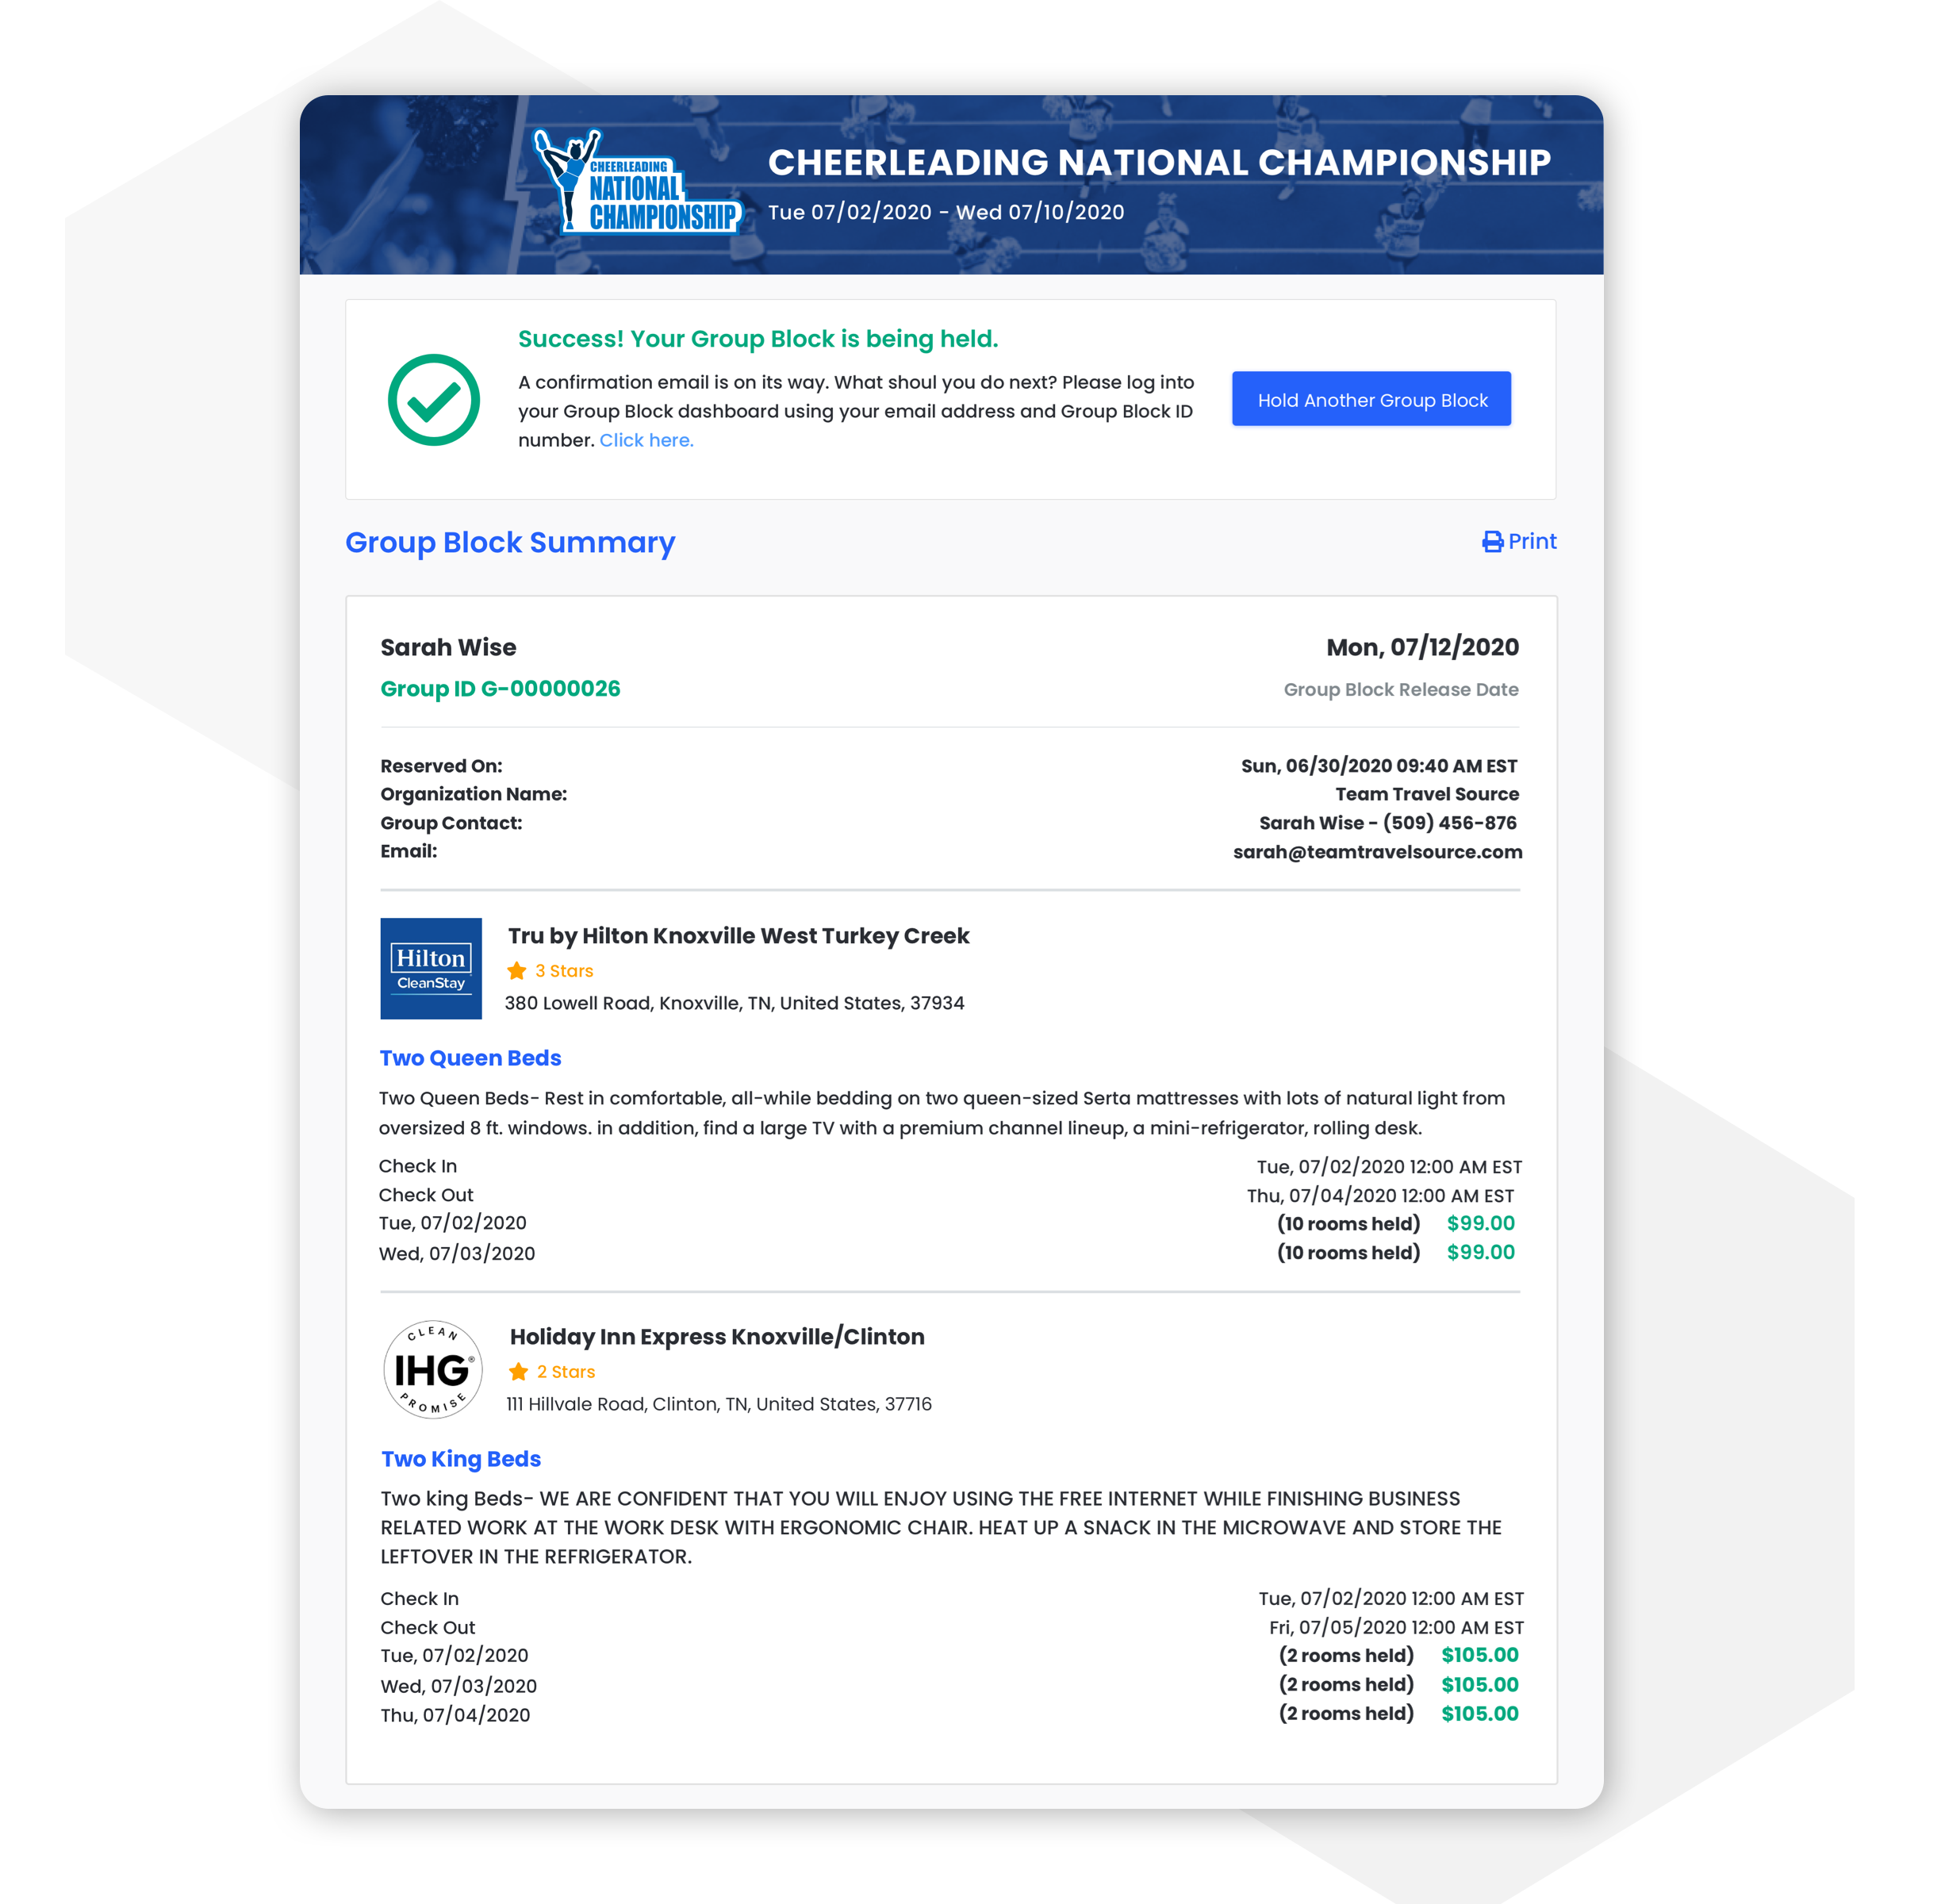 CHEERLEADING
NATIONAL
CHAMPIONSHIP
CHEERLEADING NATIONAL CHAMPIONSHIP
Tue 07/02/2020 - Wed 07/10/2020
Success! Your Group Block is being held.
A confirmation email is on its way. What shoul you do next? Please log into
your Group Block dashboard using your email address and Group Block ID
number. Click here.
Hold Another Group Block
Group Block Summary
Print
Sarah Wise
Mon, 07/12/2020
Group ID G-00000026
Group Block Release Date
Reserved On:
Sun, 06/30/2020 09:40 AM EST
Organization Name:
Team Travel Source
Group Contact:
Sarah Wise - (509) 456-876
Email:
sarah@teamtravelsource.com
Hilton
CleanStay
Tru by Hilton Knoxville West Turkey Creek
3 Stars
380 Lowell Road, Knoxville, TN, United States, 37934
Two Queen Beds
Two Queen Beds- Rest in comfortable, all-while bedding on two queen-sized Serta mattresses with lots of natural light from
oversized 8 ft. windows. in addition, find a large TV with a premium channel lineup, a mini-refrigerator, rolling desk.
Check In
Tue, 07/02/2020 12:00 AM EST
Check Out
Thu, 07/04/2020 12:00 AM EST
Tue, 07/02/2020
(10 rooms held) $99.00
Wed, 07/03/2020
(10 rooms held) $99.00
CLEAN
IHG®
PROMISE
Holiday Inn Express Knoxville/Clinton
2 Stars
111 Hillvale Road, Clinton, TN, United States, 37716
Two King Beds
Two king Beds- WE ARE CONFIDENT THAT YOU WILL ENJOY USING THE FREE INTERNET WHILE FINISHING BUSINESS
RELATED WORK AT THE WORK DESK WITH ERGONOMIC CHAIR. HEAT UP A SNACK IN THE MICROWAVE AND STORE THE
LEFTOVER IN THE REFRIGERATOR.
Check In
Tue, 07/02/2020 12:00 AM EST
Check Out
Fri, 07/05/2020 12:00 AM EST
Tue, 07/02/2020
(2 rooms held) $105.00
Wed, 07/03/2020
(2 rooms held) $105.00
Thu, 07/04/2020
(2 rooms held) $105.00